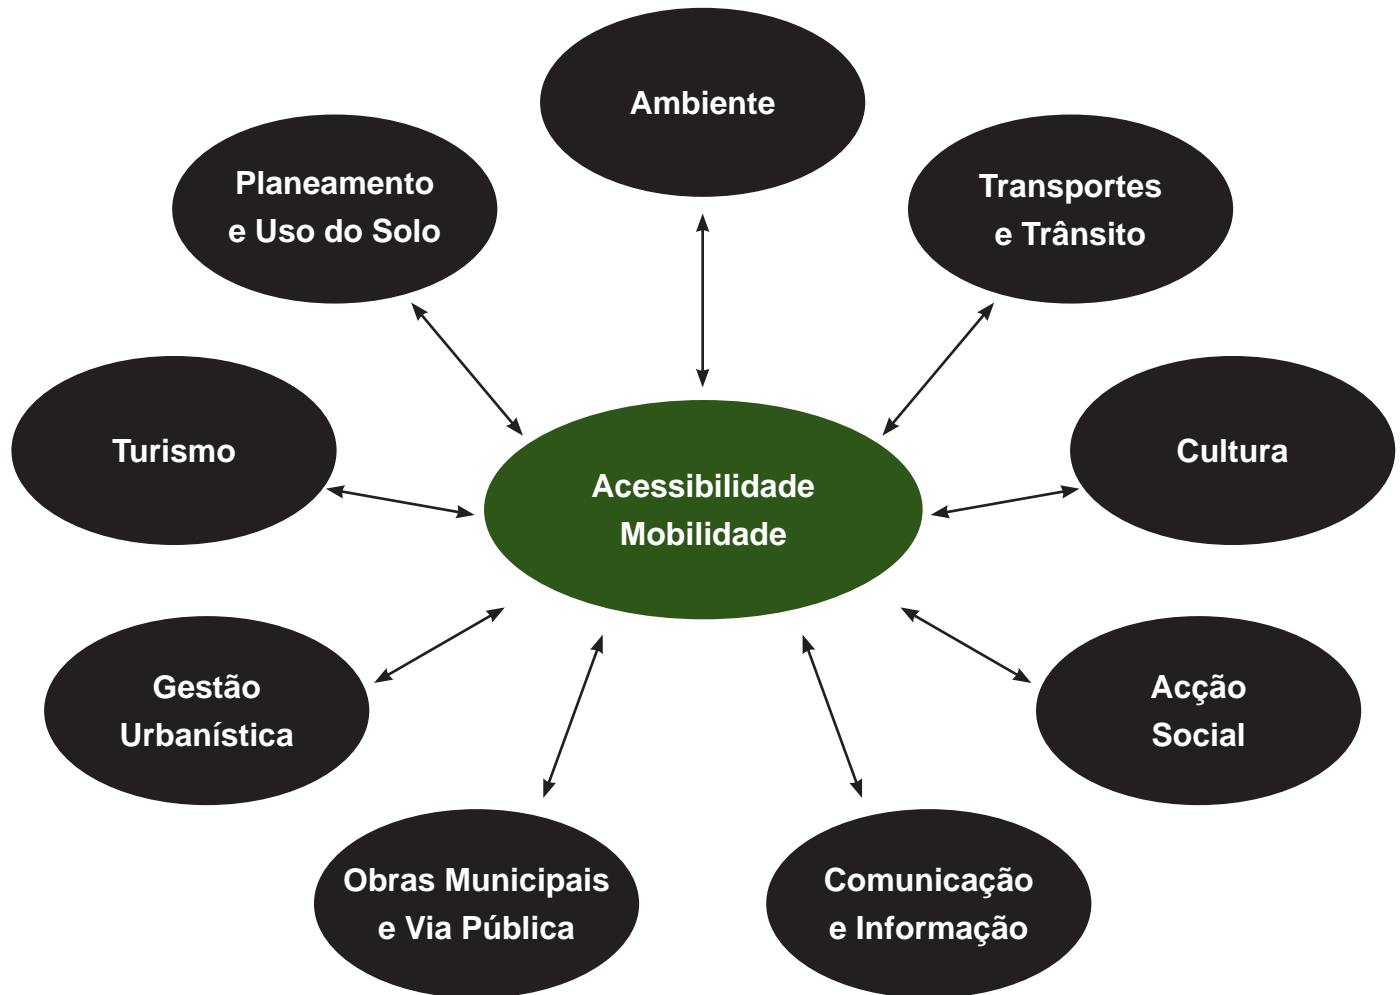 Ambiente
Planeamento
e Uso do Solo
Transportes
e Trânsito
Turismo
Cultura
Acessibilidade
Mobilidade
Gestão
Urbanística
Acção
Social
Obras Municipais
e Via Pública
Comunicação
e Informação